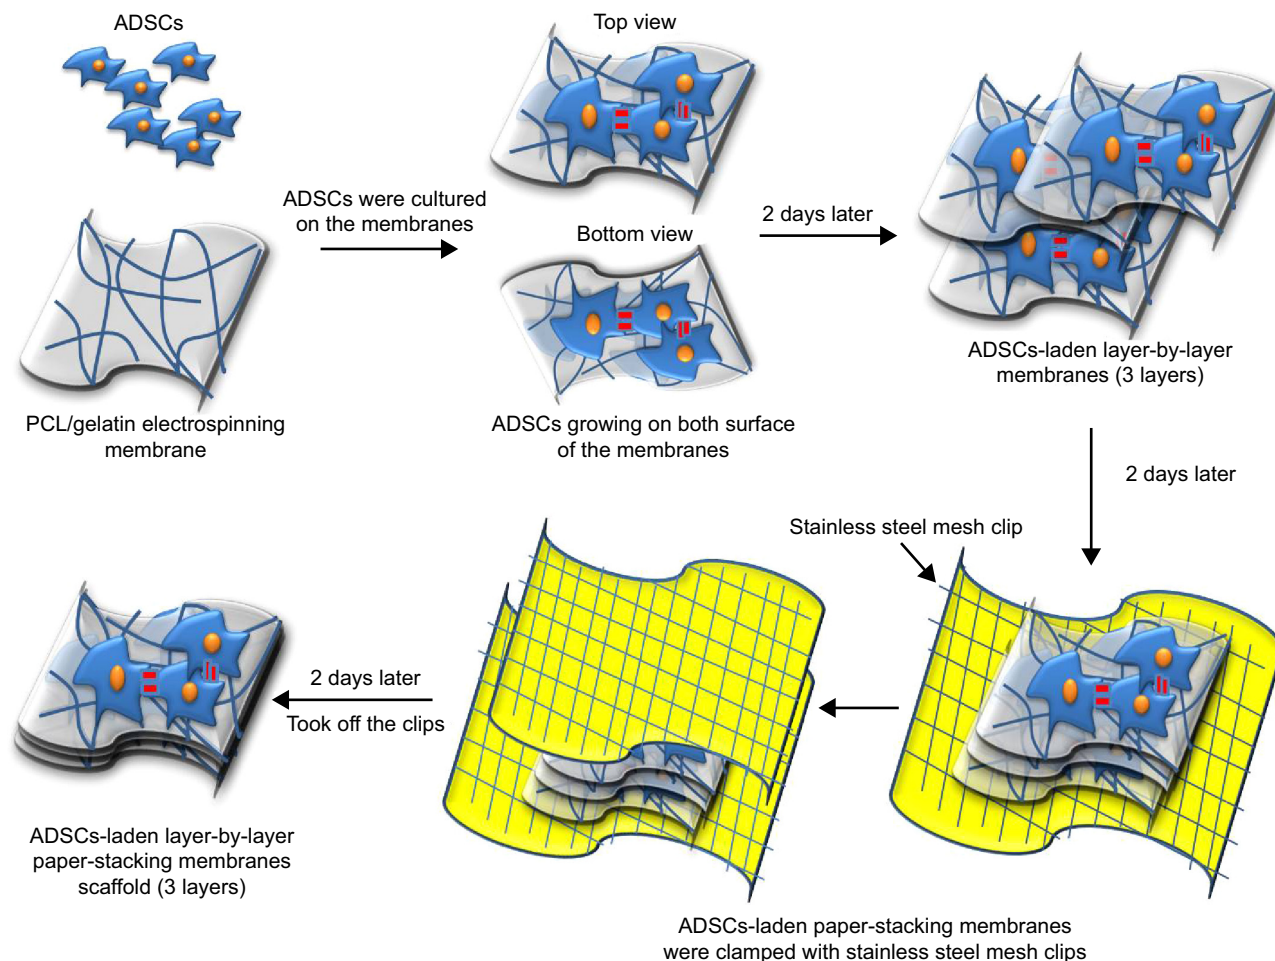 ADSCs
PCL/gelatin electrospinning
membrane
ADSCs were cultured
on the membranes
Top view
Bottom view
ADSCs growing on both surface
of the membranes
2 days later
ADSCs-laden layer-by-layer
membranes (3 layers)
2 days later
Stainless steel mesh clip
ADSCs-laden paper-stacking membranes
were clamped with stainless steel mesh clips
2 days later
Took off the clips
ADSCs-laden layer-by-layer
paper-stacking membranes
scaffold (3 layers)